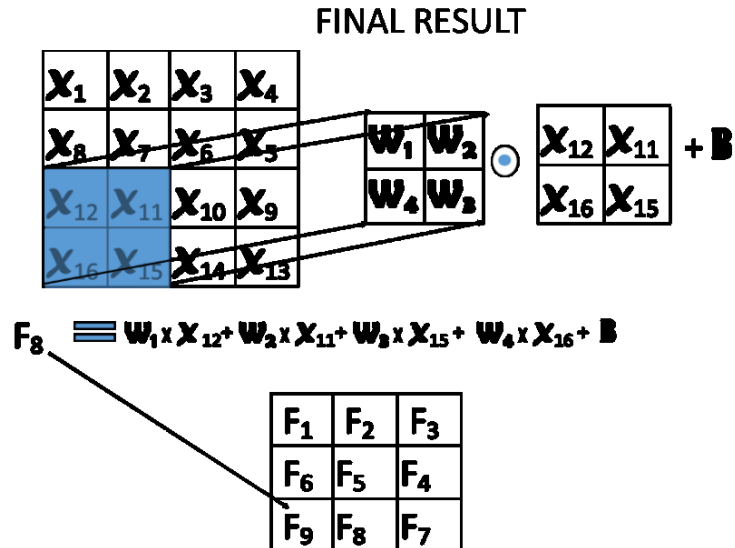 FINAL RESULT
X₁ X₂ X₃ X₄
X₈ X₇ X₆ X₅
X₁₂ X₁₁ X₁₀ X₉
X₁₆ X₁₅ X₁₄ X₁₃
W₁ W₂
W₄ W₃
X₁₂ X₁₁
X₁₆ X₁₅
+ B
F₈ = W₁ x X₁₂ + W₂ x X₁₁ + W₃ x X₁₅ + W₄ x X₁₆ + B
F₁ F₂ F₃
F₆ F₅ F₄
F₉ F₈ F₇